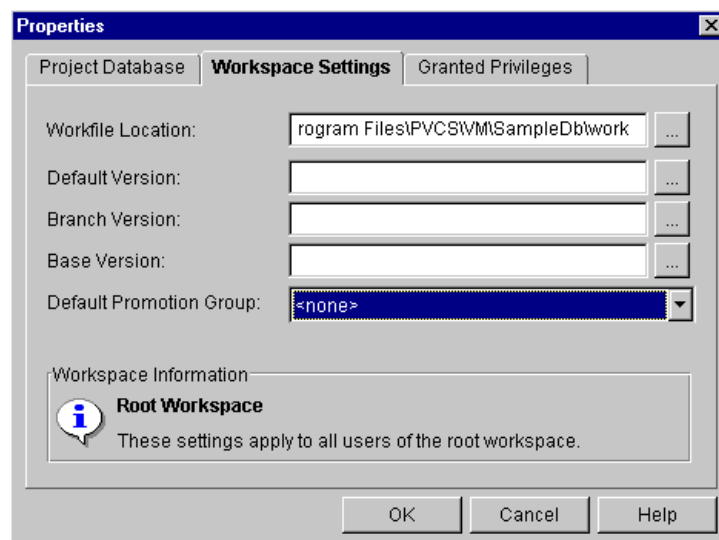 Properties
Project Database Workspace Settings Granted Privileges
Workfile Location: rogram Files\PVCS\VM\SampleDb\work ...
Default Version: ...
Branch Version: ...
Base Version: ...
Default Promotion Group: <none>
Workspace Information
Root Workspace
These settings apply to all users of the root workspace.
OK Cancel Help